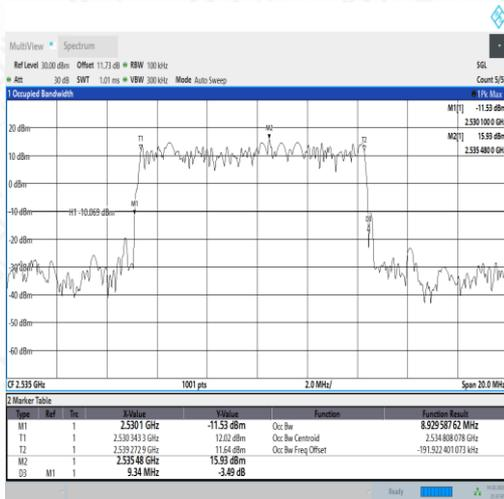 MultiView Spectrum
Ref Level 30.00 dBm Offset 11.73 dB RBW 100 kHz SGL
Att 30 dB SWT 1.01 ms VBW 300 kHz Mode Auto Sweep Count 5/5
1 Occupied Bandwidth 1Pk Max
M1[1] -11.53 dBm
2.530 100 0 GH
M2[1] 15.93 dBm
2.535 480 0 GH
20 dBm
T1
M2
T2
10 dBm
0 dBm
M1
-10 dBm
H1 -10.069 dBm
D3
-20 dBm
-30 dBm
-40 dBm
-50 dBm
-60 dBm
CF 2.535 GHz 1001 pts 2.0 MHz/ Span 20.0 MHz
2 Marker Table
Type Ref Trc X-Value Y-Value Function Function Result
M1 1 2.5301 GHz -11.53 dBm Occ Bw 8.929 587 62 MHz
T1 1 2.530 343 3 GHz 12.02 dBm Occ Bw Centroid 2.534 808 078 GHz
T2 1 2.539 272 9 GHz 11.64 dBm Occ Bw Freq Offset -191.922 401 073 kHz
M2 1 2.535 48 GHz 15.93 dBm
D3 M1 1 9.34 MHz -3.49 dB
Ready